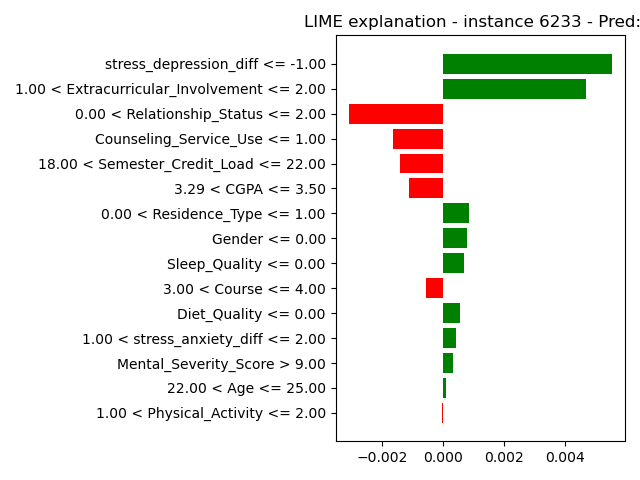 LIME explanation - instance 6233 - Pred:
stress_depression_diff <= -1.00
1.00 < Extracurricular_Involvement <= 2.00
0.00 < Relationship_Status <= 2.00
Counseling_Service_Use <= 1.00
18.00 < Semester_Credit_Load <= 22.00
3.29 < CGPA <= 3.50
0.00 < Residence_Type <= 1.00
Gender <= 0.00
Sleep_Quality <= 0.00
3.00 < Course <= 4.00
Diet_Quality <= 0.00
1.00 < stress_anxiety_diff <= 2.00
Mental_Severity_Score > 9.00
22.00 < Age <= 25.00
1.00 < Physical_Activity <= 2.00
−0.002 0.000 0.002 0.004